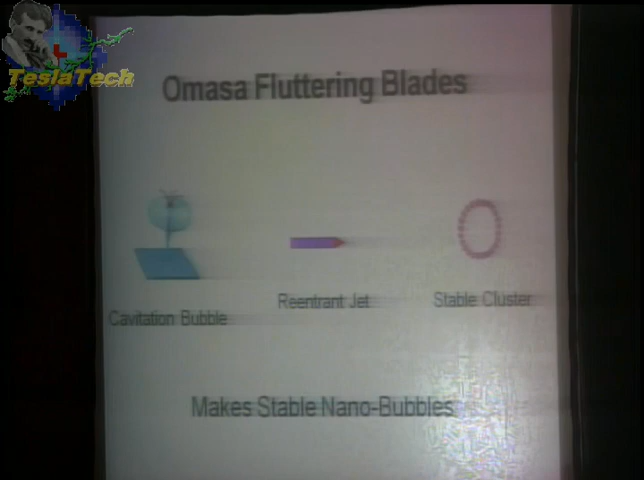 TeslaTech
Omasa Fluttering Blades
Cavitation Bubble
Reentrant Jet
Stable Cluster
Makes Stable Nano-Bubbles